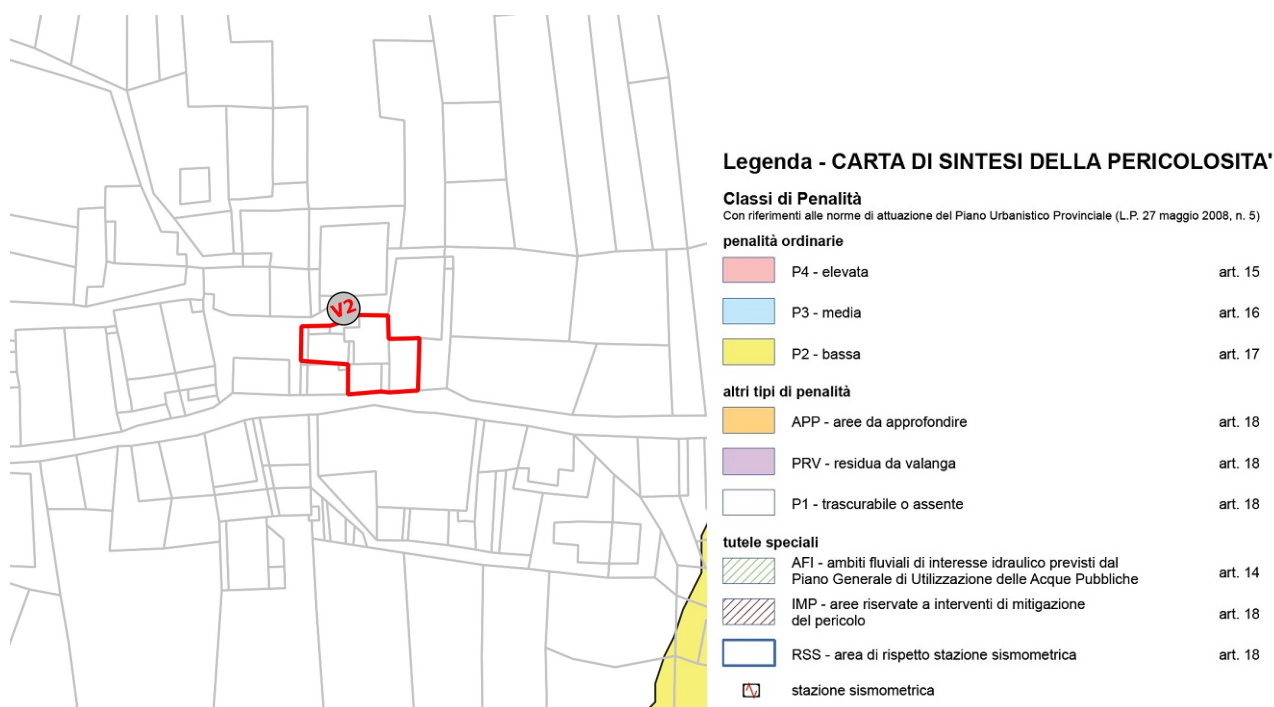 V2
Legenda - CARTA DI SINTESI DELLA PERICOLOSITA'
Classi di Penalità
Con riferimenti alle norme di attuazione del Piano Urbanistico Provinciale (L.P. 27 maggio 2008, n. 5)
penalità ordinarie
P4 - elevata art. 15
P3 - media art. 16
P2 - bassa art. 17
altri tipi di penalità
APP - aree da approfondire art. 18
PRV - residua da valanga art. 18
P1 - trascurabile o assente art. 18
tutele speciali
AFI - ambiti fluviali di interesse idraulico previsti dal
Piano Generale di Utilizzazione delle Acque Pubbliche art. 14
IMP - aree riservate a interventi di mitigazione
del pericolo art. 18
RSS - area di rispetto stazione sismometrica art. 18
stazione sismometrica